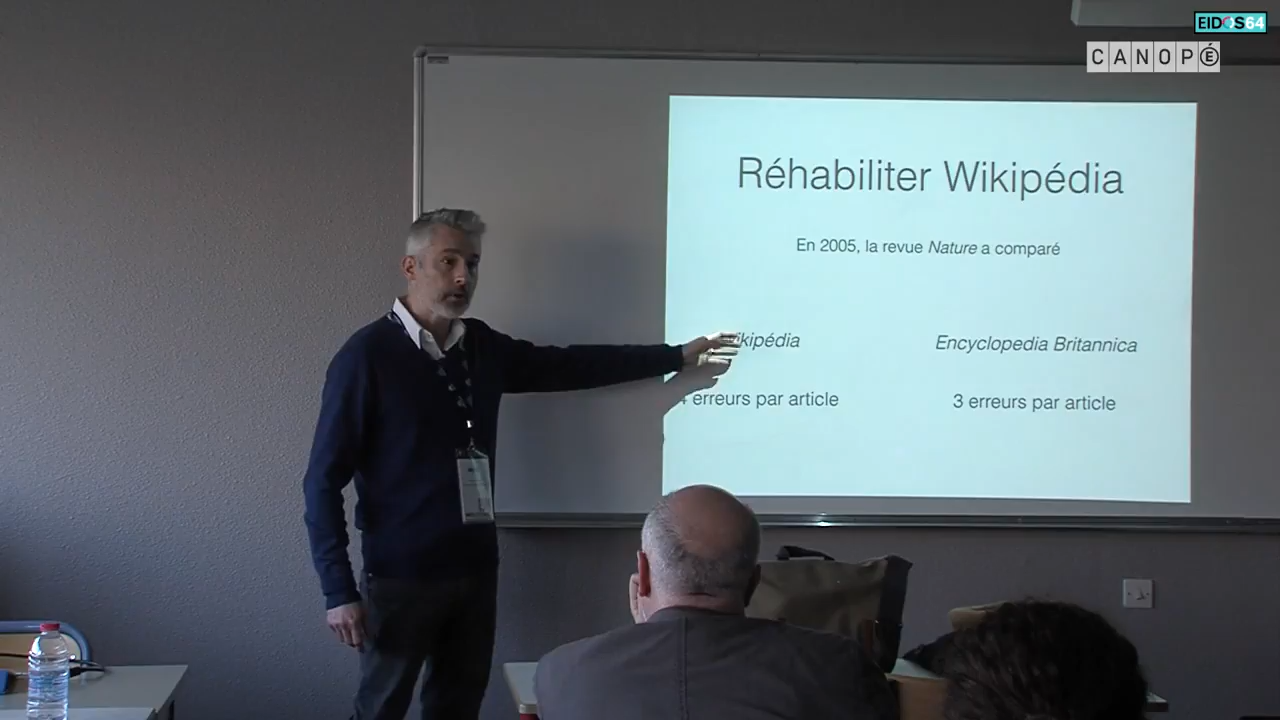 EIDOS64
CANOPÉ
Réhabiliter Wikipédia
En 2005, la revue Nature a comparé
Encyclopedia Britannica
erreurs par article
3 erreurs par article